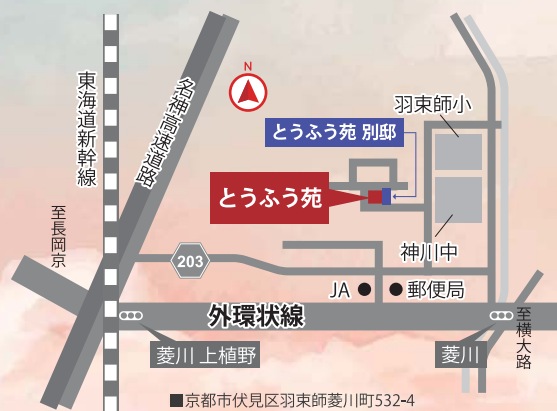 東海道新幹線
名神高速道路
N
羽束師小
とうふう苑 別邸
とうふう苑
至長岡京
203
神川中
JA
郵便局
外環状線
至横大路
菱川 上植野
菱川
■京都市伏見区羽束師菱川町532-4